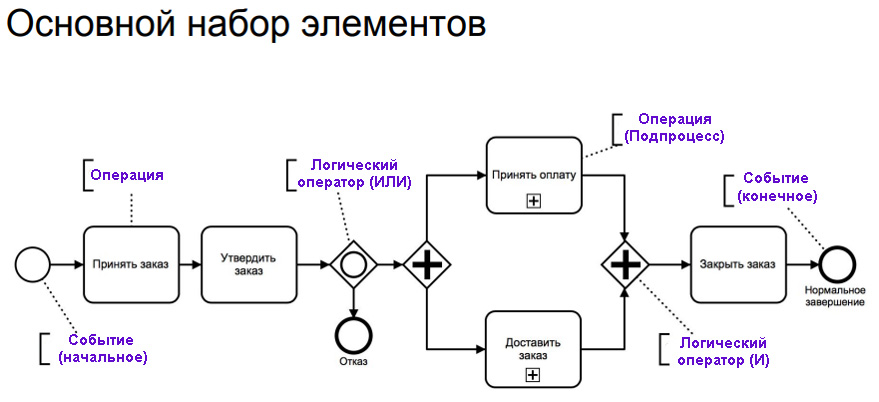 Основной набор элементов
Операция
(Подпроцесс)
Логический
оператор (ИЛИ)
Операция
Событие
(конечное)
Принять оплату
Принять заказ
Утвердить
заказ
Закрыть заказ
Нормальное
завершение
Событие
(начальное)
Отказ
Доставить
заказ
Логический
оператор (И)